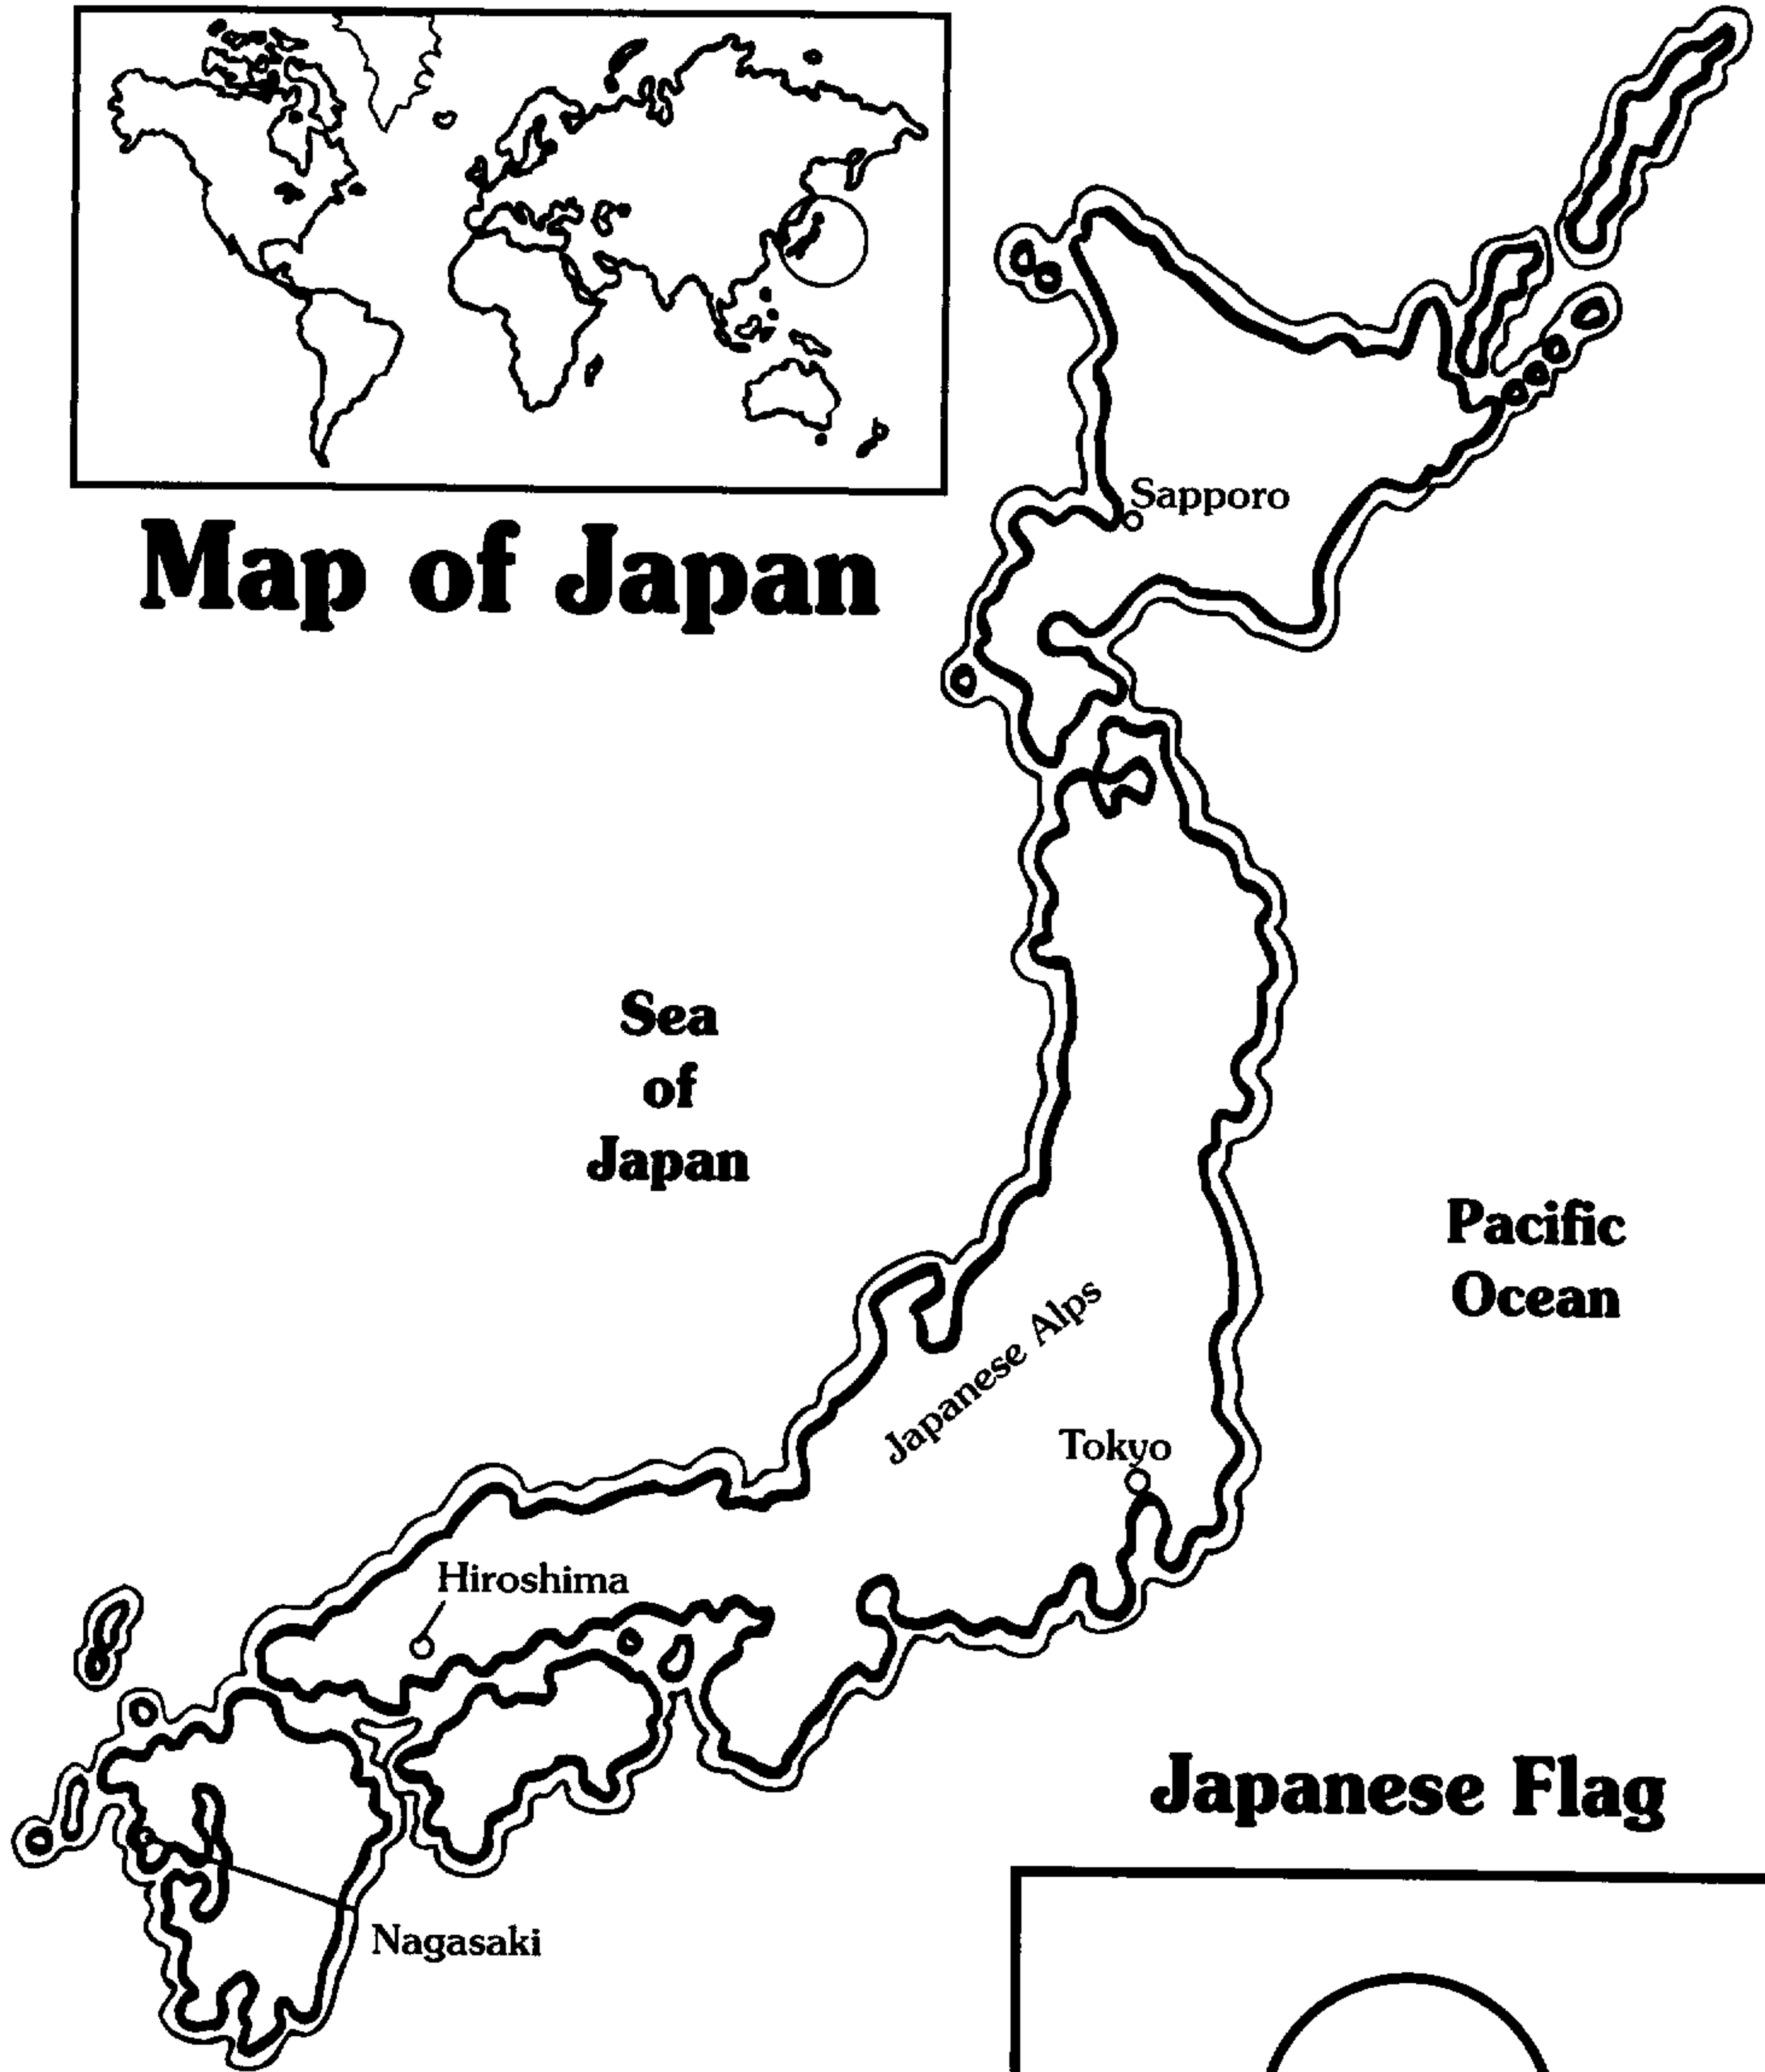 Map of Japan
Sapporo
Sea
of
Japan
Pacific
Ocean
Japanese Alps
Tokyo
Hiroshima
Japanese Flag
Nagasaki